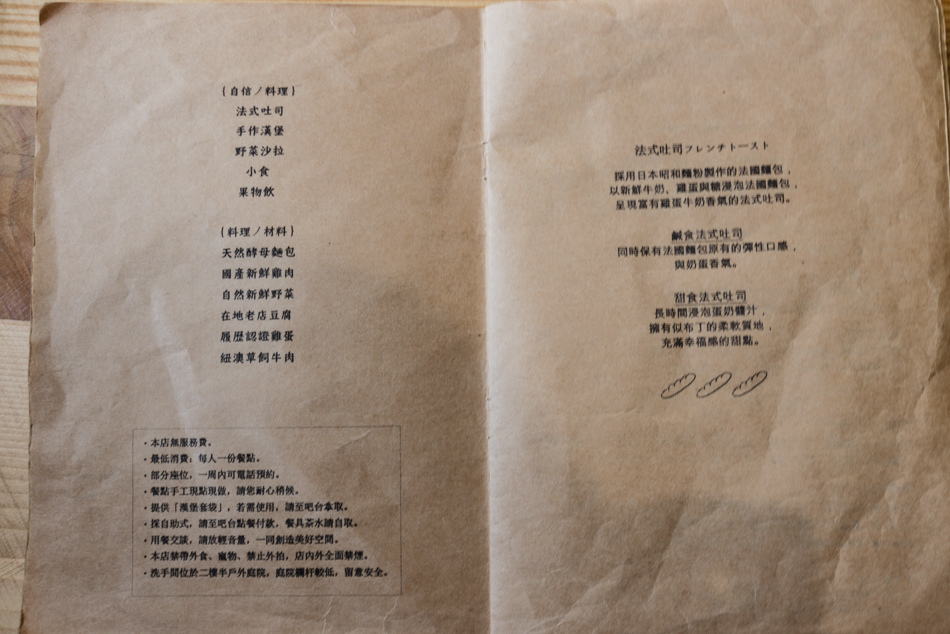 (自信/料理)
法式吐司
手作漢堡
野菜沙拉
小食
果物飲
(料理/材料)
天然酵母麵包
國產新鮮雞肉
自然新鮮野菜
在地老店豆腐
履歷認證雞蛋
紐澳草飼牛肉
・本店無服務費。
・最低消費:每人一份餐點。
・部分座位,一周內可電話預約。
・餐點手工現點現做,請您耐心稍候。
・提供「漢堡套袋」,若需使用,請至吧台拿取。
・採自助式,請至吧台點餐付款,餐具茶水請自取。
・用餐交談,請放輕音量,一同創造美好空間。
・本店禁帶外食、寵物、禁止外拍,店內外全面禁煙。
・洗手間位於二樓半戶外庭院,庭院欄杆較低,留意安全。
法式吐司フレンチトースト
採用日本昭和麵粉製作的法國麵包,
以新鮮牛奶、雞蛋與糖浸泡法國麵包,
呈現富有雞蛋牛奶香氣的法式吐司。
鹹食法式吐司
同時保有法國麵包原有的彈性口感,
與奶蛋香氣。
甜食法式吐司
長時間浸泡蛋奶醬汁,
擁有似布丁的柔軟質地,
充滿幸福感的甜點。